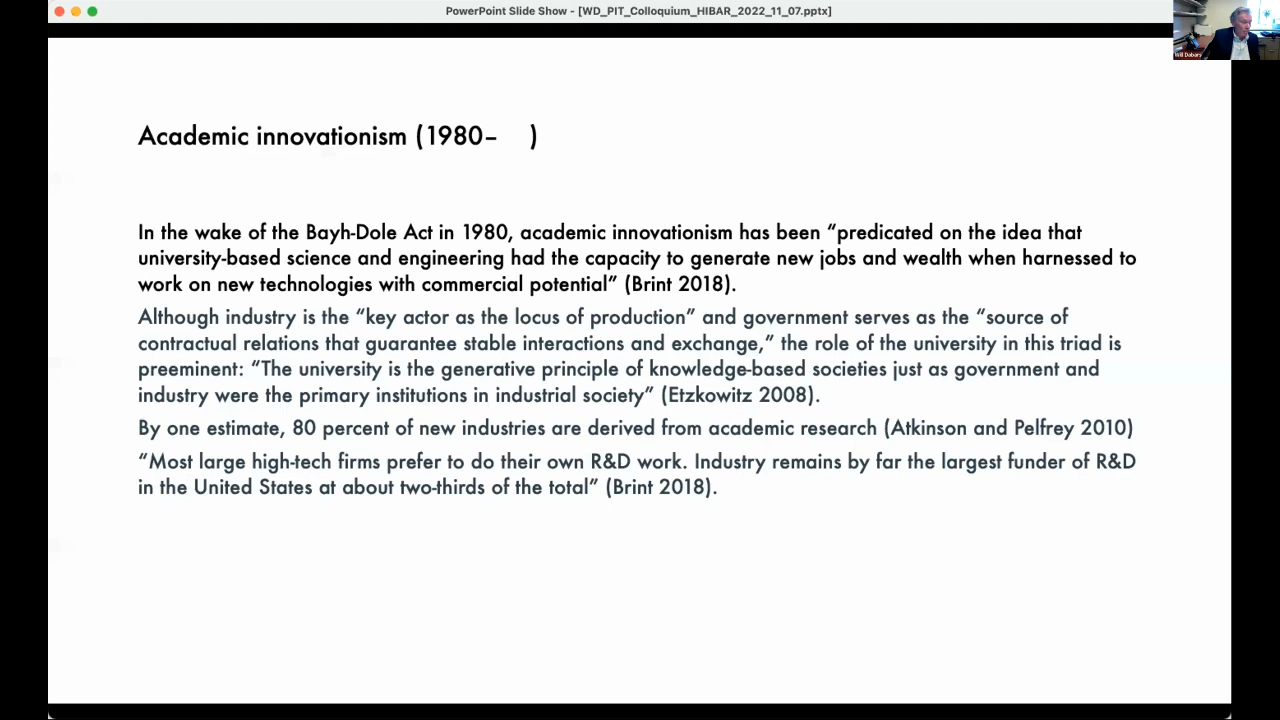 PowerPoint Slide Show - [WD_PIT_Colloquium_HIBAR_2022_11_07.pptx]
Will Dabars
Academic innovationism (1980– )
In the wake of the Bayh-Dole Act in 1980, academic innovationism has been “predicated on the idea that
university-based science and engineering had the capacity to generate new jobs and wealth when harnessed to
work on new technologies with commercial potential” (Brint 2018).
Although industry is the “key actor as the locus of production” and government serves as the “source of
contractual relations that guarantee stable interactions and exchange,” the role of the university in this triad is
preeminent: “The university is the generative principle of knowledge-based societies just as government and
industry were the primary institutions in industrial society” (Etzkowitz 2008).
By one estimate, 80 percent of new industries are derived from academic research (Atkinson and Pelfrey 2010)
“Most large high-tech firms prefer to do their own R&D work. Industry remains by far the largest funder of R&D
in the United States at about two-thirds of the total” (Brint 2018).